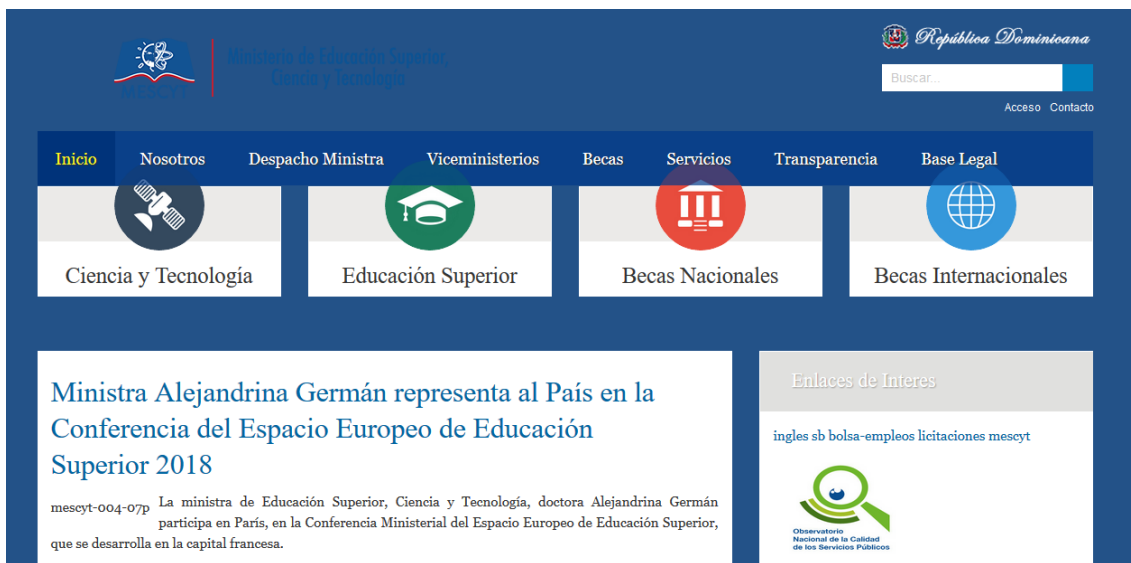 República Dominicana
MESCYT
Ministerio de Educación Superior,
Ciencia y Tecnología
Buscar...
Acceso Contacto
Inicio Nosotros Despacho Ministra Viceministerios Becas Servicios Transparencia Base Legal
Ciencia y Tecnología
Educación Superior
Becas Nacionales
Becas Internacionales
Ministra Alejandrina Germán representa al País en la
Conferencia del Espacio Europeo de Educación
Superior 2018
mescyt-004-07p La ministra de Educación Superior, Ciencia y Tecnología, doctora Alejandrina Germán
participa en París, en la Conferencia Ministerial del Espacio Europeo de Educación Superior,
que se desarrolla en la capital francesa.
Enlaces de Interes
ingles sb bolsa-empleos licitaciones mescyt
Observatorio
Nacional de la Calidad
de los Servicios Públicos